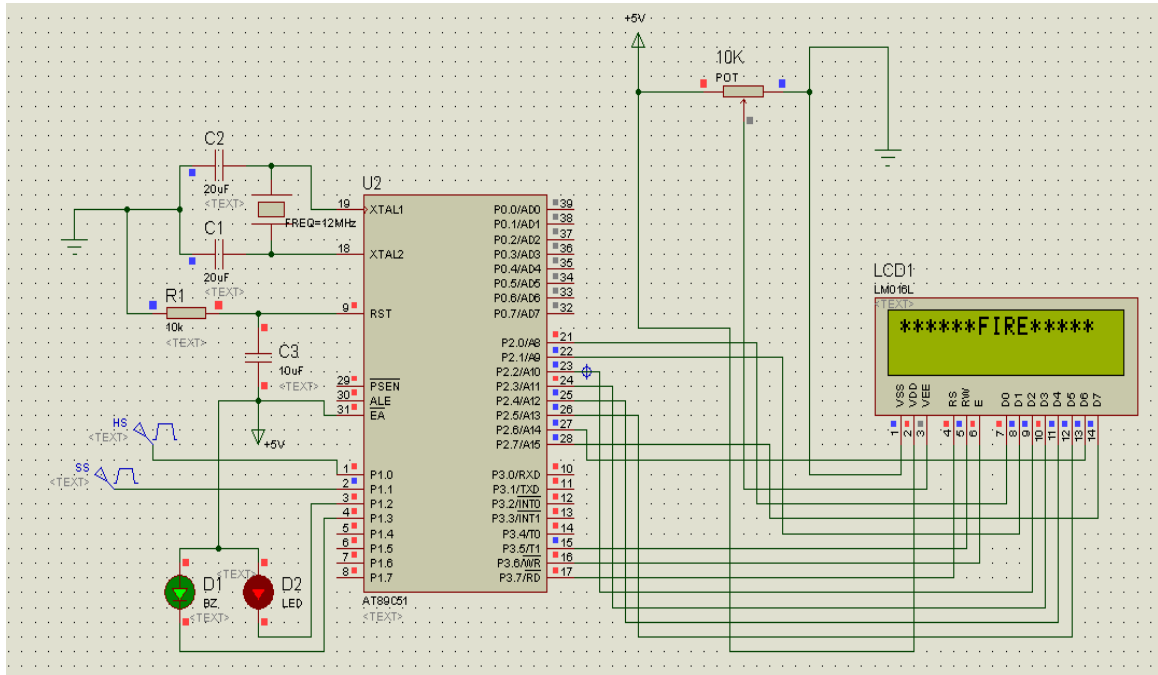 +5V
10K
POT
C2
20uF
<TEXT>
FREQ=12MHz
C1
20uF
<TEXT>
R1
10k
<TEXT>
C3
10uF
<TEXT>
+5V
HS
<TEXT>
SS
<TEXT>
D1
BZ
<TEXT>
D2
LED
<TEXT>
U2
19 XTAL1
18 XTAL2
9 RST
29 PSEN
30 ALE
31 EA
1 P1.0
2 P1.1
3 P1.2
4 P1.3
5 P1.4
6 P1.5
7 P1.6
8 P1.7
P0.0/AD0 39
P0.1/AD1 38
P0.2/AD2 37
P0.3/AD3 36
P0.4/AD4 35
P0.5/AD5 34
P0.6/AD6 33
P0.7/AD7 32
P2.0/A8 21
P2.1/A9 22
P2.2/A10 23
P2.3/A11 24
P2.4/A12 25
P2.5/A13 26
P2.6/A14 27
P2.7/A15 28
P3.0/RXD 10
P3.1/TXD 11
P3.2/INT0 12
P3.3/INT1 13
P3.4/T0 14
P3.5/T1 15
P3.6/WR 16
P3.7/RD 17
AT89C51
<TEXT>
LCD1
LM016L
<TEXT>
******FIRE*****
VSS VDD VEE RS RW E D0 D1 D2 D3 D4 D5 D6 D7
1 2 3 4 5 6 7 8 9 10 11 12 13 14